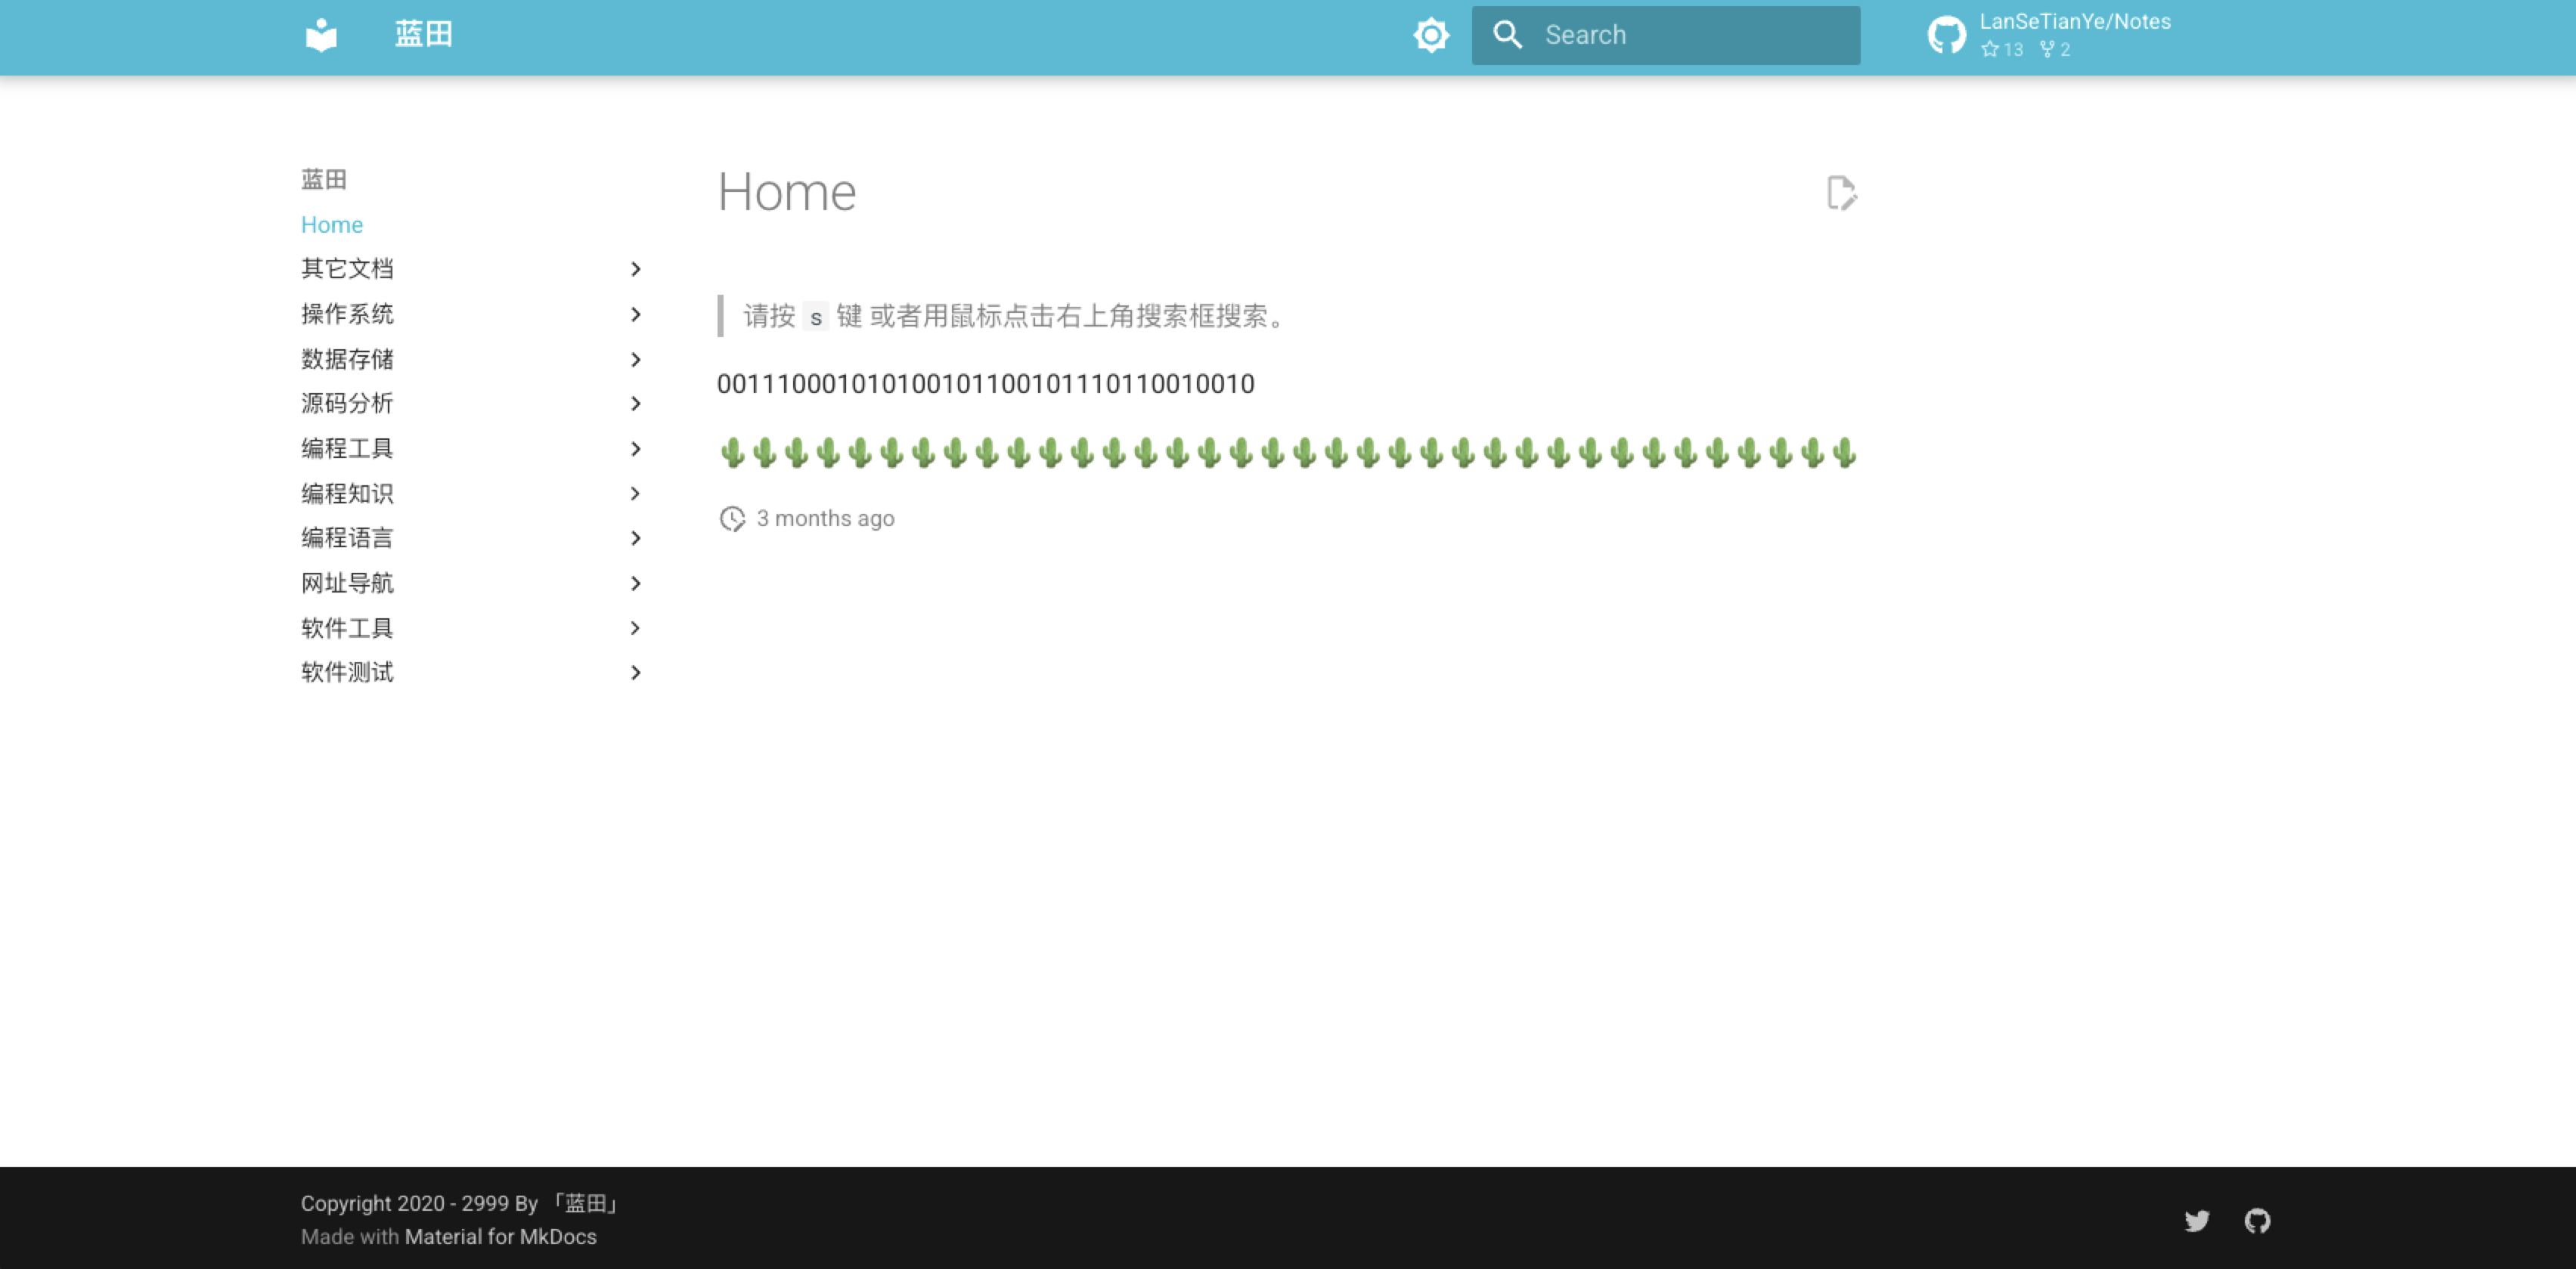 蓝田
Search
LanSeTianYe/Notes
13 2
蓝田
Home
其它文档
操作系统
数据存储
源码分析
编程工具
编程知识
编程语言
网址导航
软件工具
软件测试
Home
请按 s 键 或者用鼠标点击右上角搜索框搜索。
001110001010100101100101110110010010
🌵🌵🌵🌵🌵🌵🌵🌵🌵🌵🌵🌵🌵🌵🌵🌵🌵🌵🌵🌵🌵🌵🌵🌵🌵🌵🌵🌵🌵🌵🌵🌵🌵🌵🌵🌵
3 months ago
Copyright 2020 - 2999 By 「蓝田」
Made with Material for MkDocs